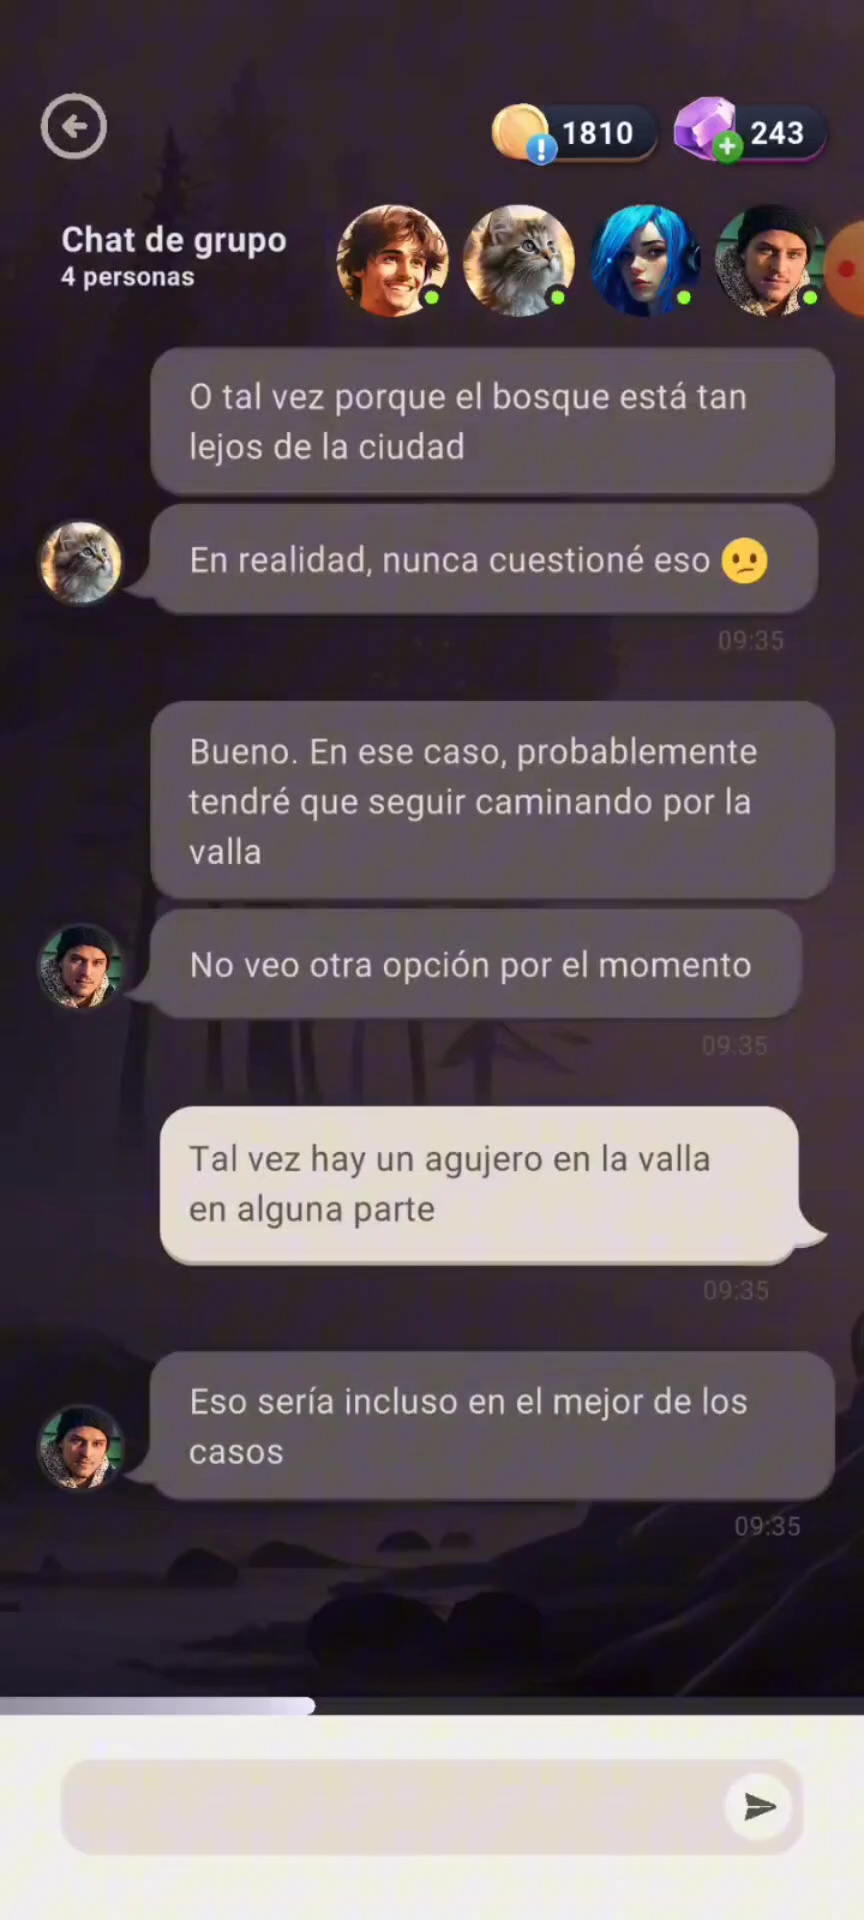 1810
243
Chat de grupo
4 personas
O tal vez porque el bosque está tan
lejos de la ciudad
En realidad, nunca cuestioné eso 😕
09:35
Bueno. En ese caso, probablemente
tendré que seguir caminando por la
valla
No veo otra opción por el momento
09:35
Tal vez hay un agujero en la valla
en alguna parte
09:35
Eso sería incluso en el mejor de los
casos
09:35